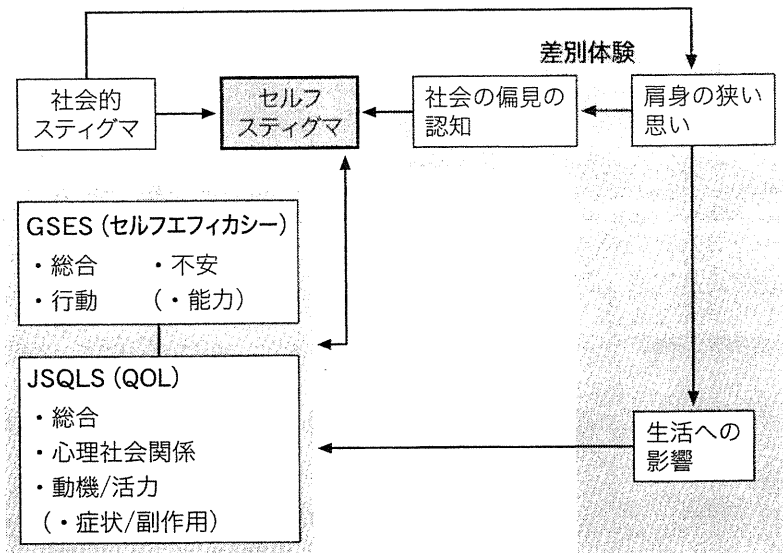 差別体験
社会的
スティグマ
セルフ
スティグマ
社会の偏見の
認知
肩身の狭い
思い
GSES（セルフエフィカシー）
・総合　・不安
・行動　（・能力）
JSQLS（QOL）
・総合
・心理社会関係
・動機/活力
（・症状/副作用）
生活への
影響